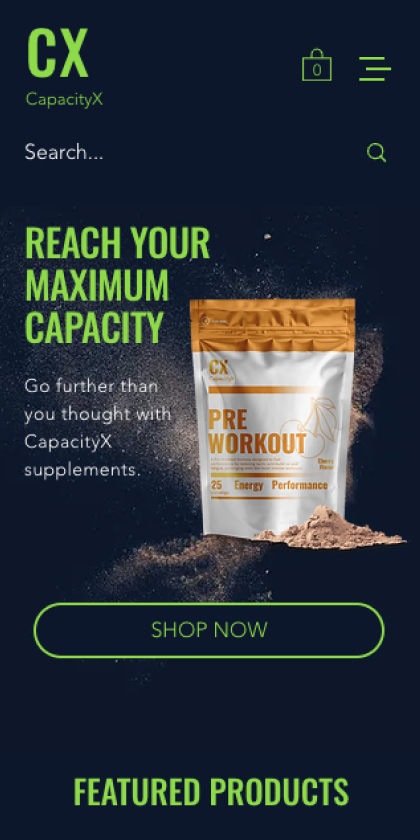 CX
CapacityX
0
Search...
REACH YOUR
MAXIMUM
CAPACITY
Go further than
you thought with
CapacityX
supplements.
CX
PRE
WORKOUT
25 Energy Performance
SHOP NOW
FEATURED PRODUCTS